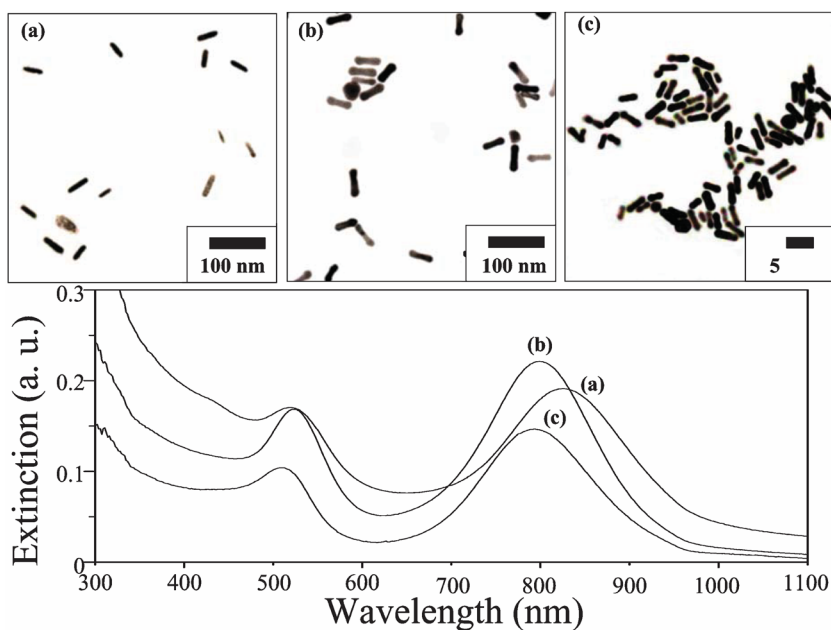 (a)
100 nm
(b)
100 nm
(c)
5
Extinction (a. u.)
0.3
0.2
0.1
0
(b)
(a)
(c)
300 400 500 600 700 800 900 1000 1100
Wavelength (nm)